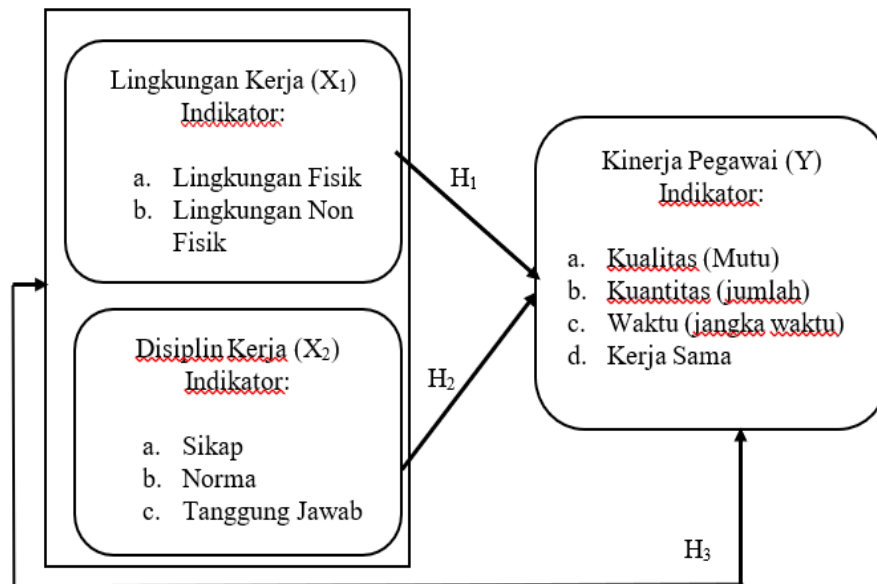 Lingkungan Kerja (X₁)
Indikator:
a. Lingkungan Fisik
b. Lingkungan Non
Fisik
H₁
Disiplin Kerja (X₂)
Indikator:
a. Sikap
b. Norma
c. Tanggung Jawab
H₂
Kinerja Pegawai (Y)
Indikator:
a. Kualitas (Mutu)
b. Kuantitas (jumlah)
c. Waktu (jangka waktu)
d. Kerja Sama
H₃